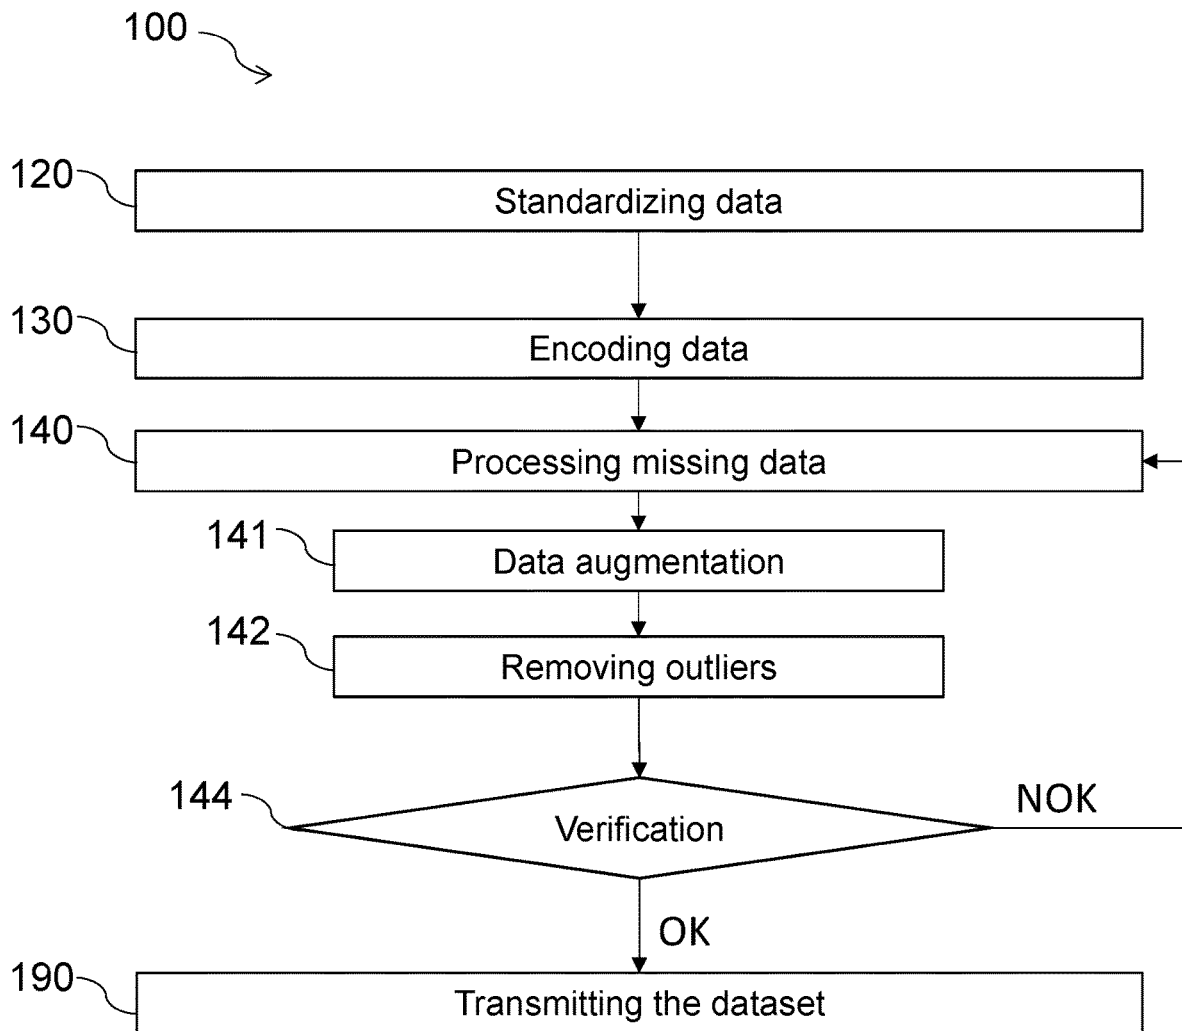 100
120
Standardizing data
130
Encoding data
140
Processing missing data
141
Data augmentation
142
Removing outliers
144
Verification
NOK
OK
190
Transmitting the dataset